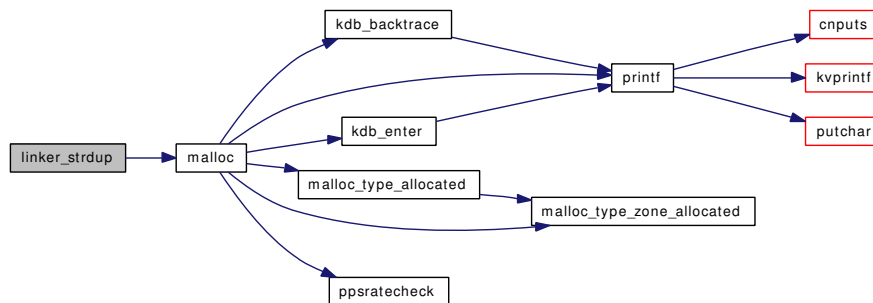 kdb_backtrace
cnputs
printf
kvprintf
kdb_enter
putchar
linker_strdup
malloc
malloc_type_allocated
malloc_type_zone_allocated
ppsratecheck